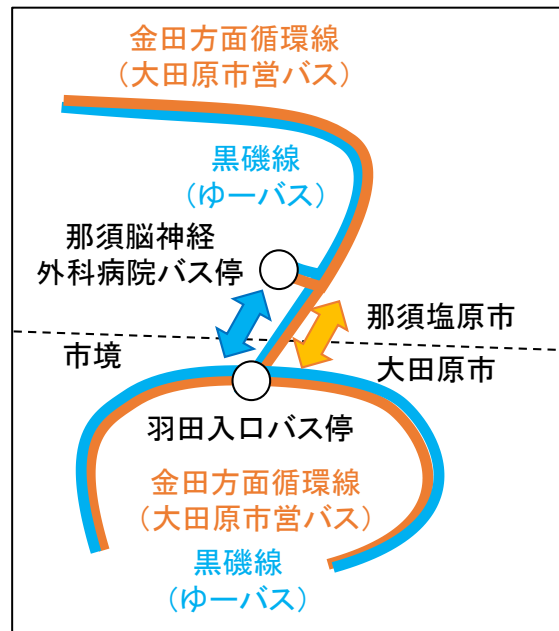 金田方面循環線
（大田原市営バス）
黒磯線
（ゆーバス）
那須脳神経
外科病院バス停
那須塩原市
市境
大田原市
羽田入口バス停
金田方面循環線
（大田原市営バス）
黒磯線
（ゆーバス）